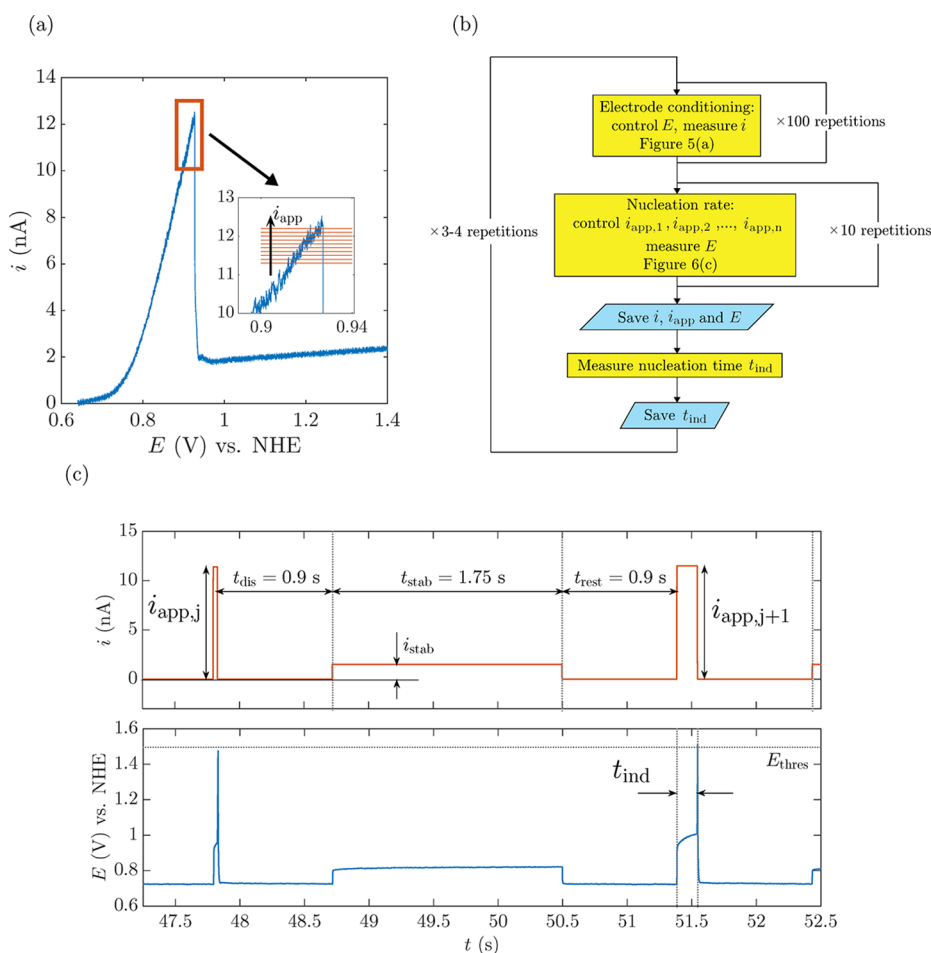 (a)
14
12
10
8
6
4
2
0
i (nA)
0.6
0.8
1
1.2
1.4
E (V) vs. NHE
13
12
11
10
0.9
0.94
i_app
(b)
Electrode conditioning:
control E, measure i
Figure 5(a)
×100 repetitions
Nucleation rate:
control i_app,1, i_app,2, ..., i_app,n
measure E
Figure 6(c)
×10 repetitions
×3-4 repetitions
Save i, i_app and E
Measure nucleation time t_ind
Save t_ind
(c)
15
10
5
0
i (nA)
i_app,j
t_dis = 0.9 s
t_stab = 1.75 s
t_rest = 0.9 s
i_stab
i_app,j+1
1.6
1.4
1.2
1
0.8
0.6
E (V) vs. NHE
t_ind
E_thres
47.5
48
48.5
49
49.5
50
50.5
51
51.5
52
52.5
t (s)